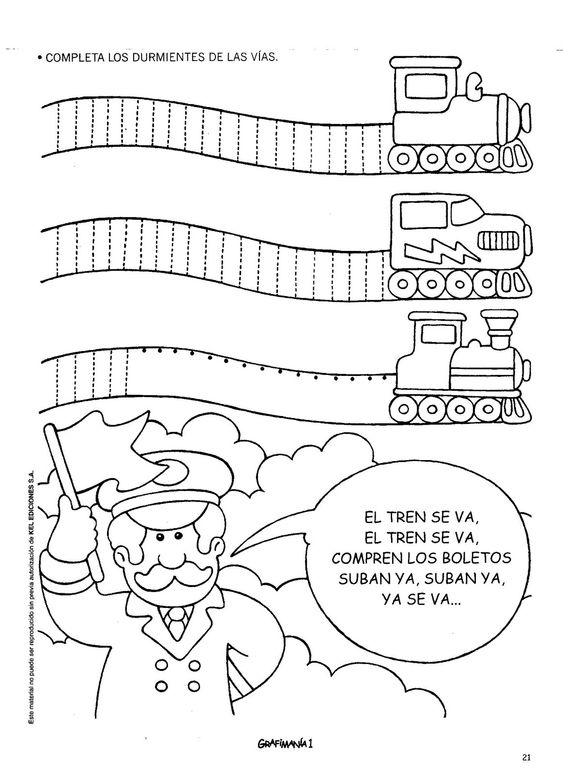 • COMPLETA LOS DURMIENTES DE LAS VÍAS.
EL TREN SE VA,
EL TREN SE VA,
COMPREN LOS BOLETOS
SUBAN YA, SUBAN YA,
YA SE VA...
Este material no puede ser reproducido sin previa autorización de KEL EDICIONES S.A.
GRAFIMANÍA 1
21